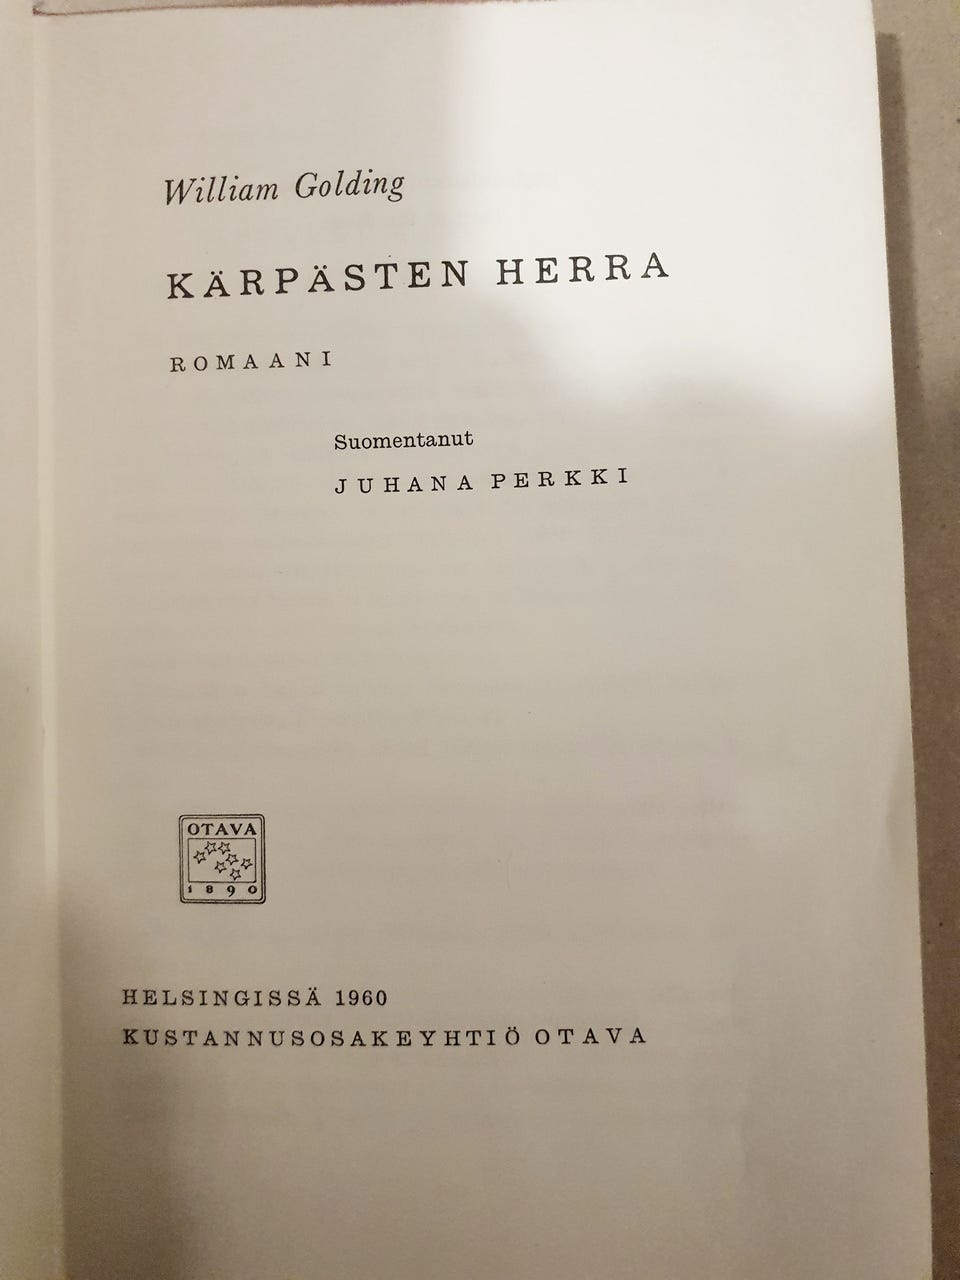 William Golding
KÄRPÄSTEN HERRA
ROMAANI
Suomentanut
JUHANA PERKKI
OTAVA
1890
HELSINGISSÄ 1960
KUSTANNUSOSAKEYHTIÖ OTAVA